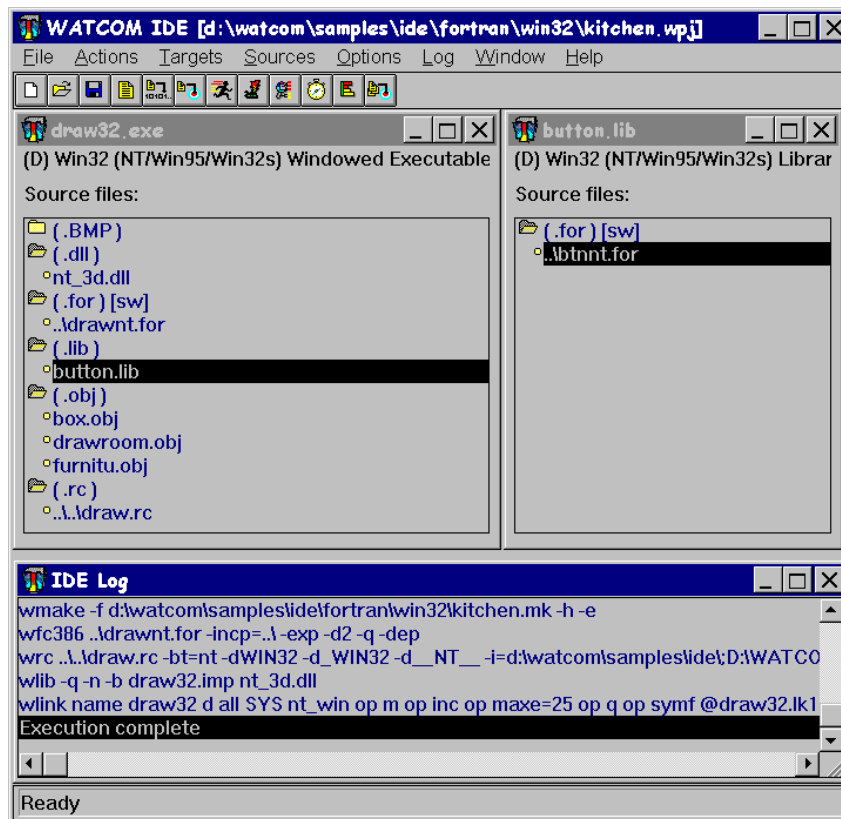 WATCOM IDE [d:\watcom\samples\ide\fortran\win32\kitchen.wpj]
File Actions Targets Sources Options Log Window Help
draw32.exe
(D) Win32 (NT/Win95/Win32s) Windowed Executable
Source files:
( .BMP )
( .dll )
nt_3d.dll
( .for ) [sw]
..\drawnt.for
( .lib )
button.lib
( .obj )
box.obj
drawroom.obj
furnitu.obj
( .rc )
..\..\draw.rc
button.lib
(D) Win32 (NT/Win95/Win32s) Librar
Source files:
( .for ) [sw]
..\btnnt.for
IDE Log
wmake -f d:\watcom\samples\ide\fortran\win32\kitchen.mk -h -e
wfc386 ..\drawnt.for -incp=..\ -exp -d2 -q -dep
wrc ..\..\draw.rc -bt=nt -dWIN32 -d_WIN32 -d__NT__ -i=d:\watcom\samples\ide\;D:\WATCO
wlib -q -n -b draw32.imp nt_3d.dll
wlink name draw32 d all SYS nt_win op m op inc op maxe=25 op q op symf @draw32.lk1
Execution complete
Ready